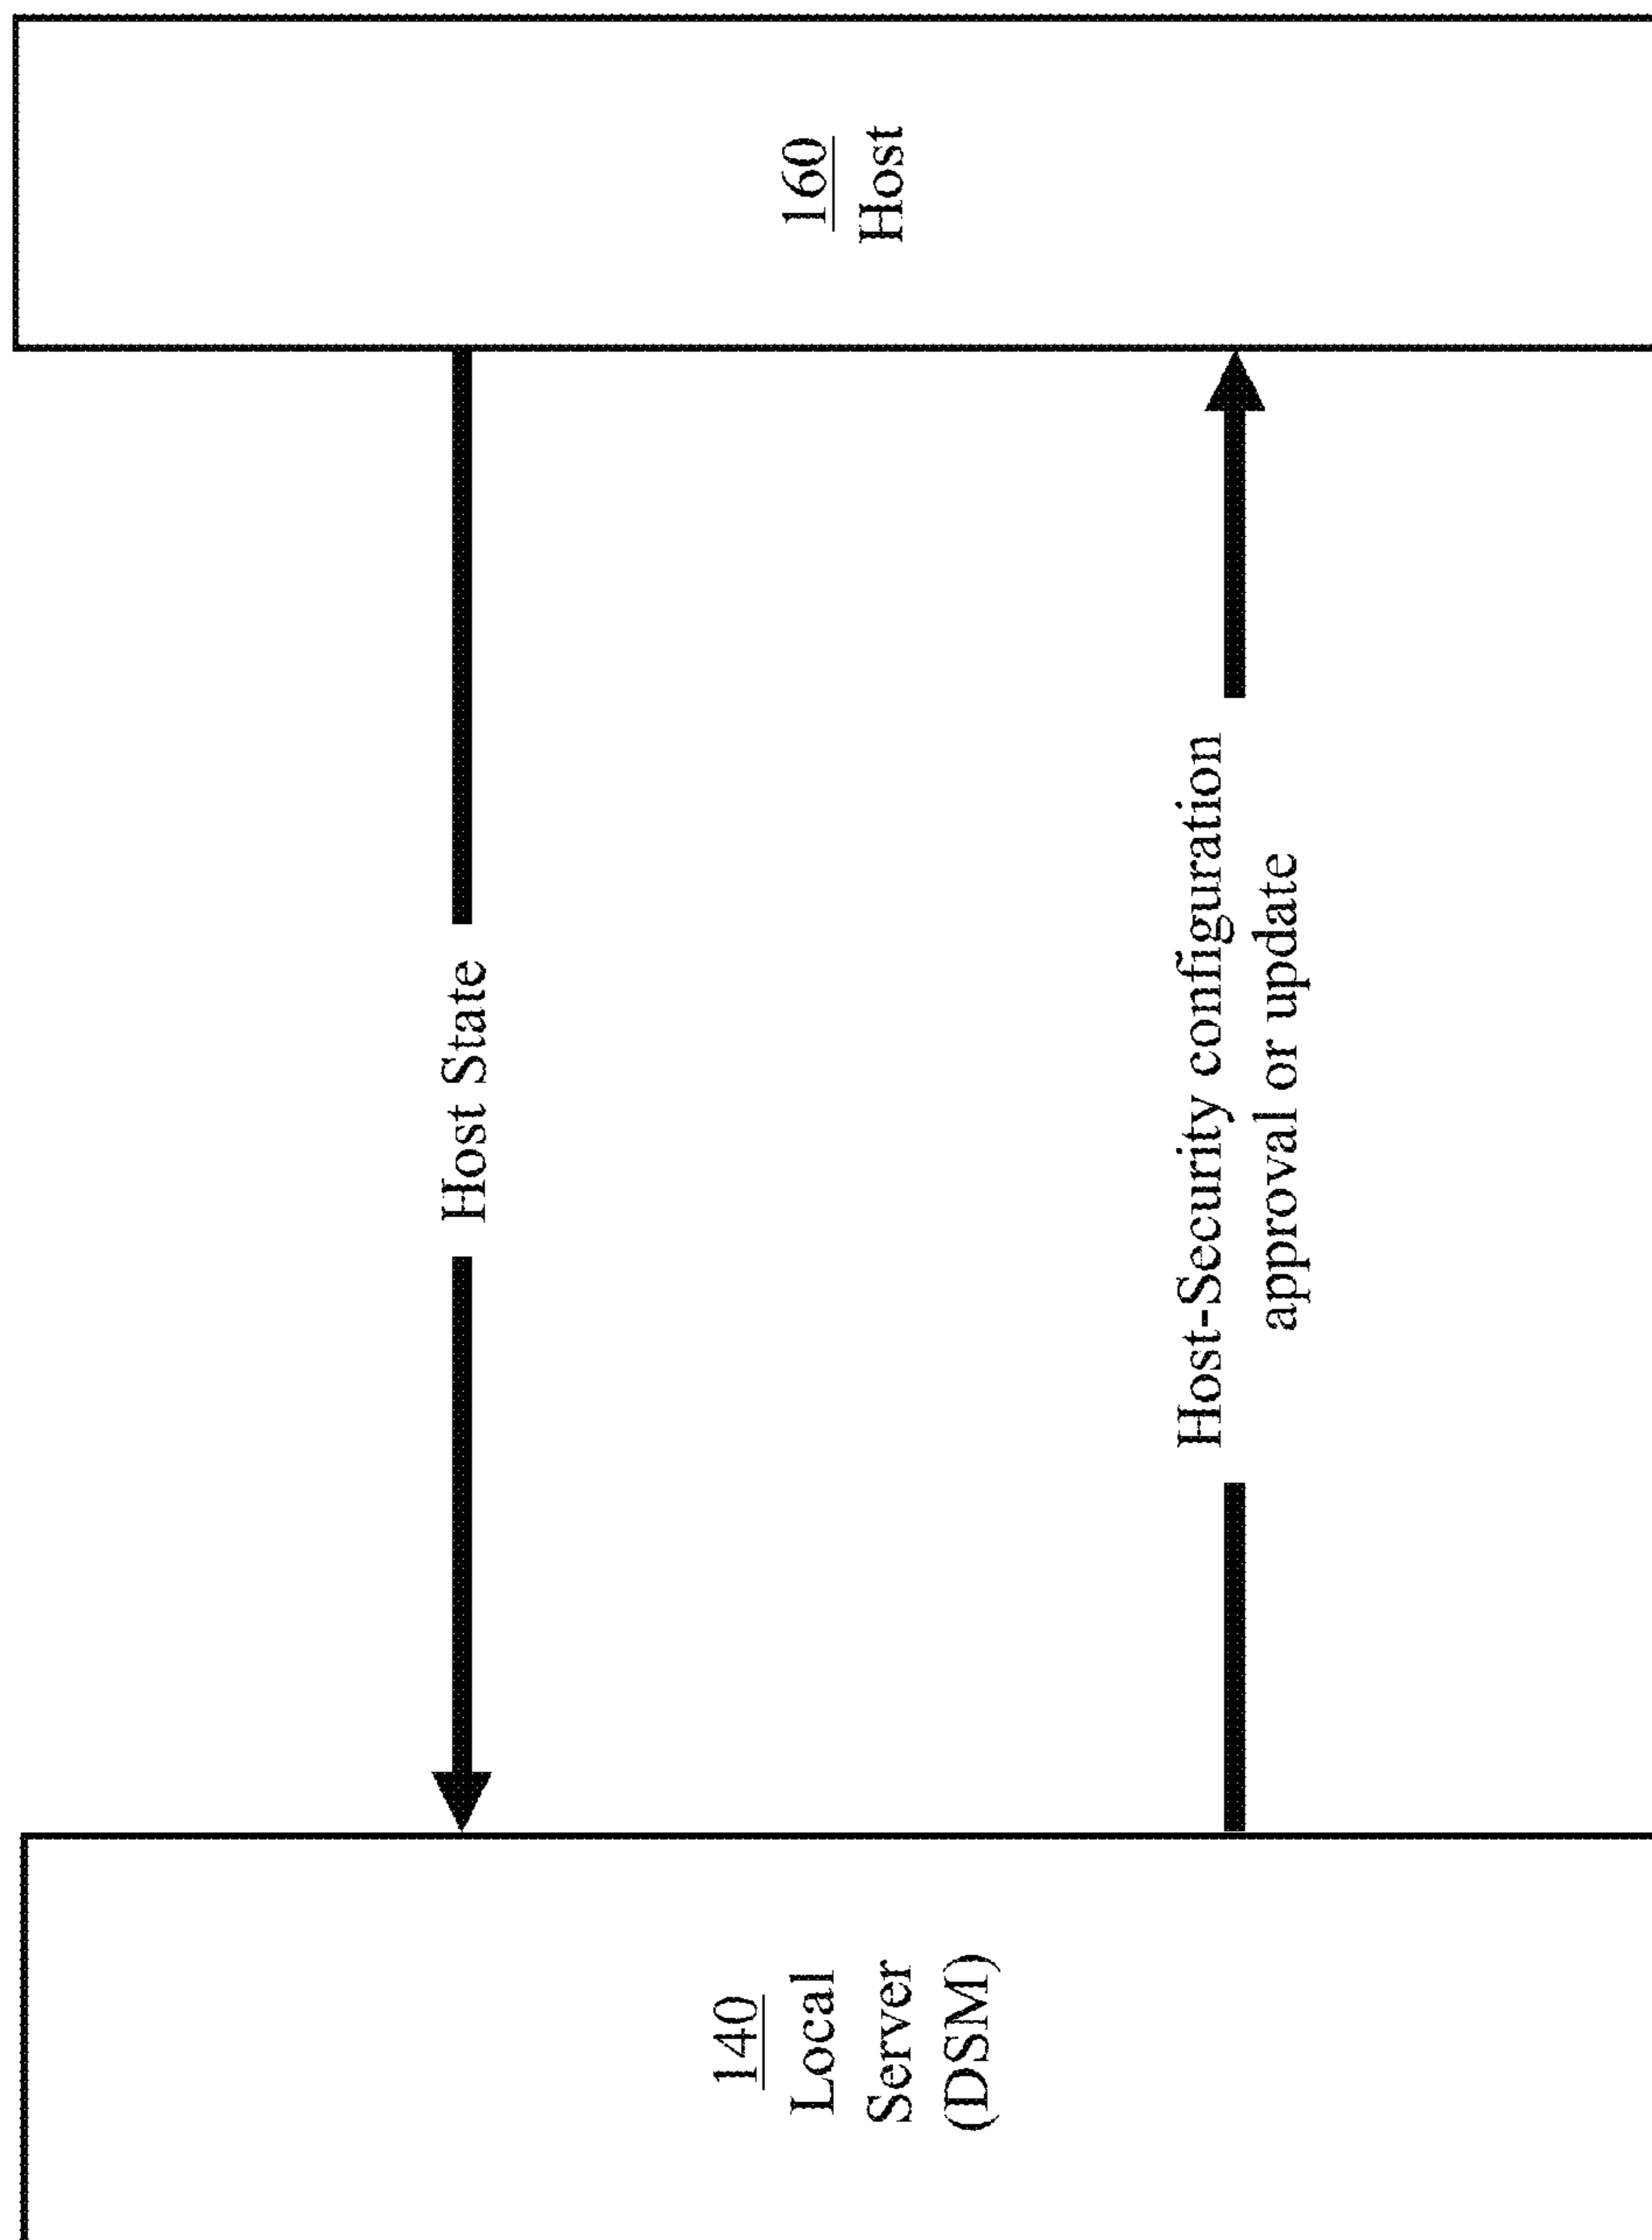 140
Local
Server
(DSM)
Host State
Host-Security configuration
approval or update
160
Host